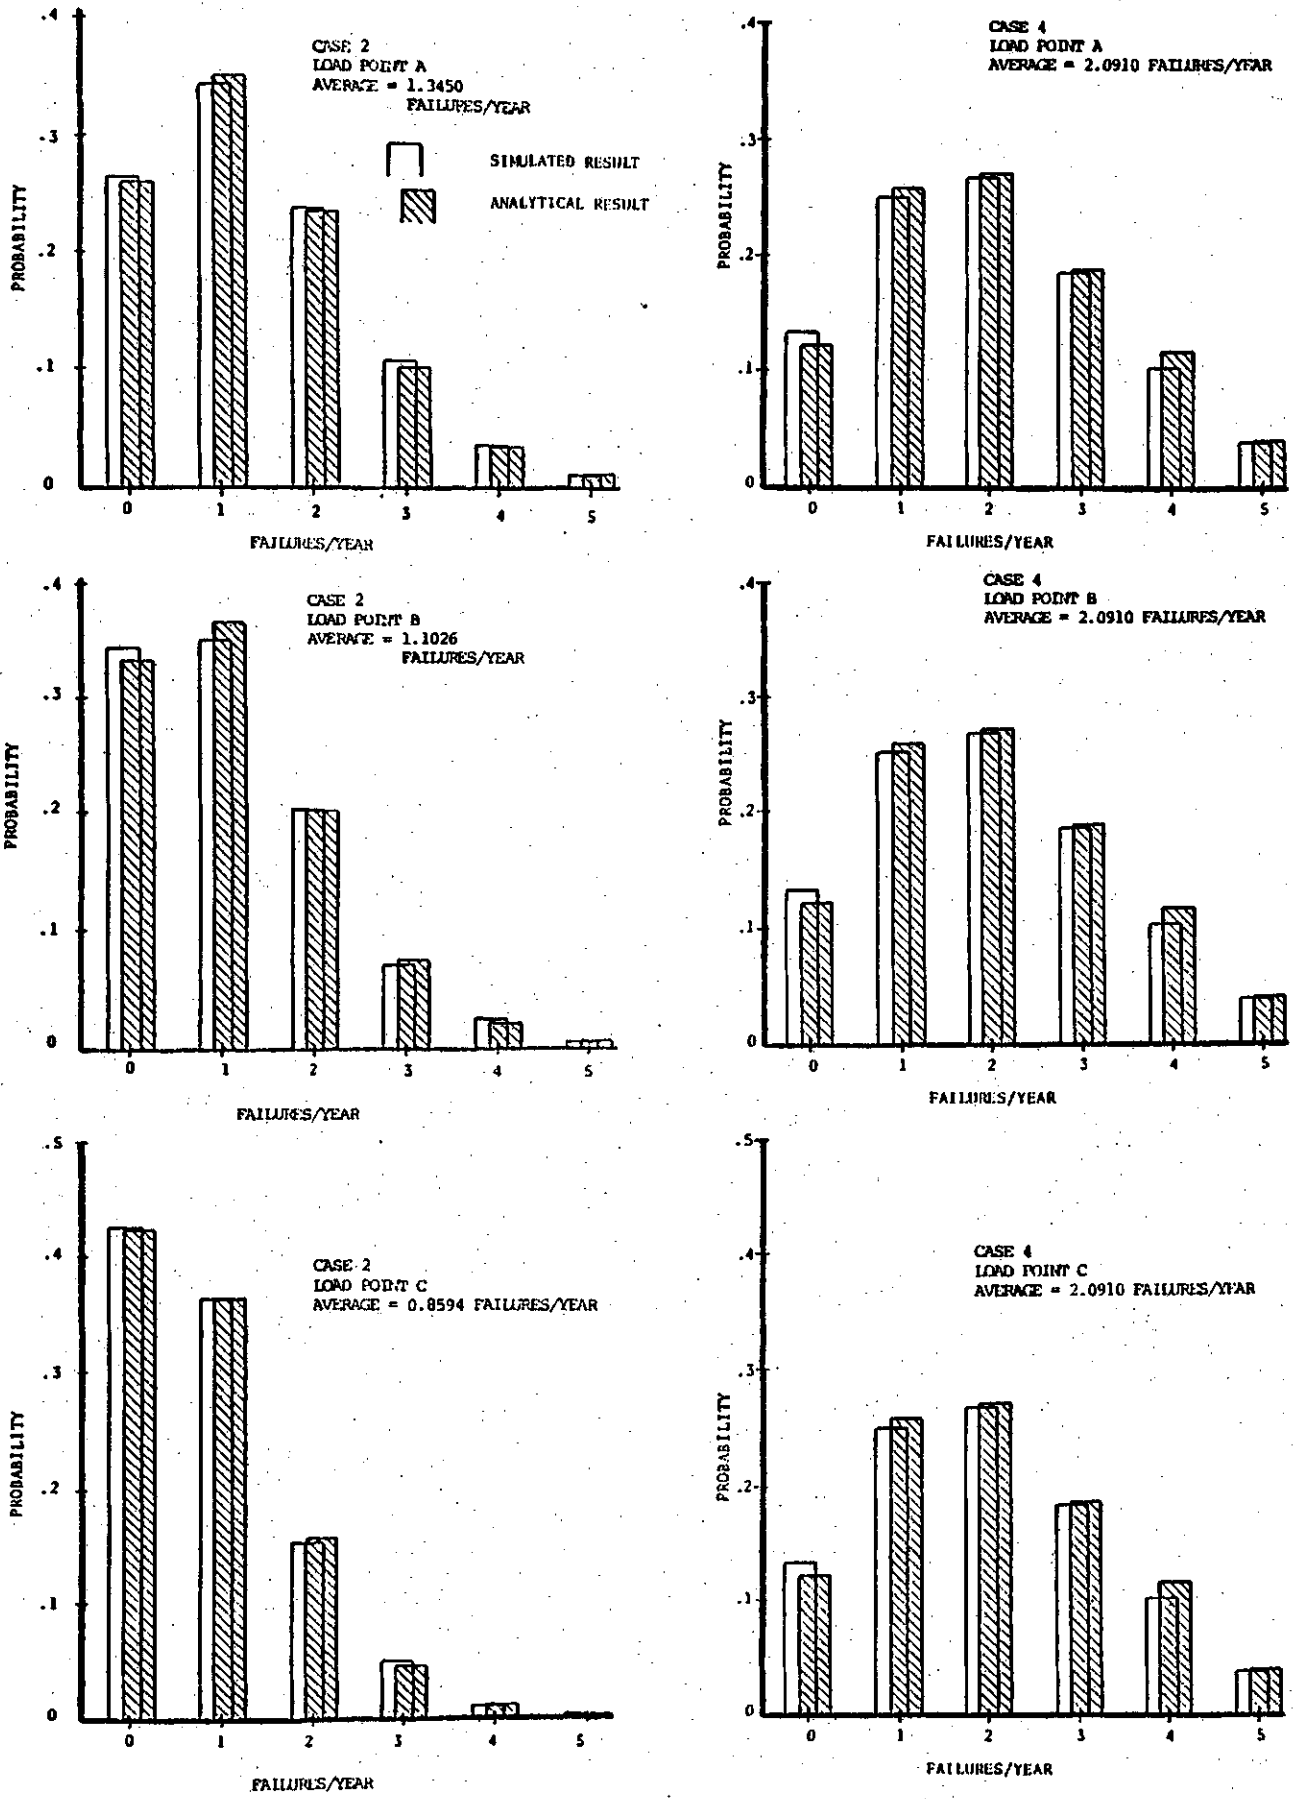 .4
.3
.2
.1
0
PROBABILITY
CASE 2
LOAD POINT A
AVERAGE = 1.3450
FAILURES/YEAR
SIMULATED RESULT
ANALYTICAL RESULT
0 1 2 3 4 5
FAILURES/YEAR
.4
.3
.2
.1
0
PROBABILITY
CASE 4
LOAD POINT A
AVERAGE = 2.0910 FAILURES/YEAR
0 1 2 3 4 5
FAILURES/YEAR
.4
.3
.2
.1
0
PROBABILITY
CASE 2
LOAD POINT B
AVERAGE = 1.1026
FAILURES/YEAR
0 1 2 3 4 5
FAILURES/YEAR
.4
.3
.2
.1
0
PROBABILITY
CASE 4
LOAD POINT B
AVERAGE = 2.0910 FAILURES/YEAR
0 1 2 3 4 5
FAILURES/YEAR
.5
.4
.3
.2
.1
0
PROBABILITY
CASE 2
LOAD POINT C
AVERAGE = 0.8594 FAILURES/YEAR
0 1 2 3 4 5
FAILURES/YEAR
.5
.4
.3
.2
.1
0
PROBABILITY
CASE 4
LOAD POINT C
AVERAGE = 2.0910 FAILURES/YEAR
0 1 2 3 4 5
FAILURES/YEAR